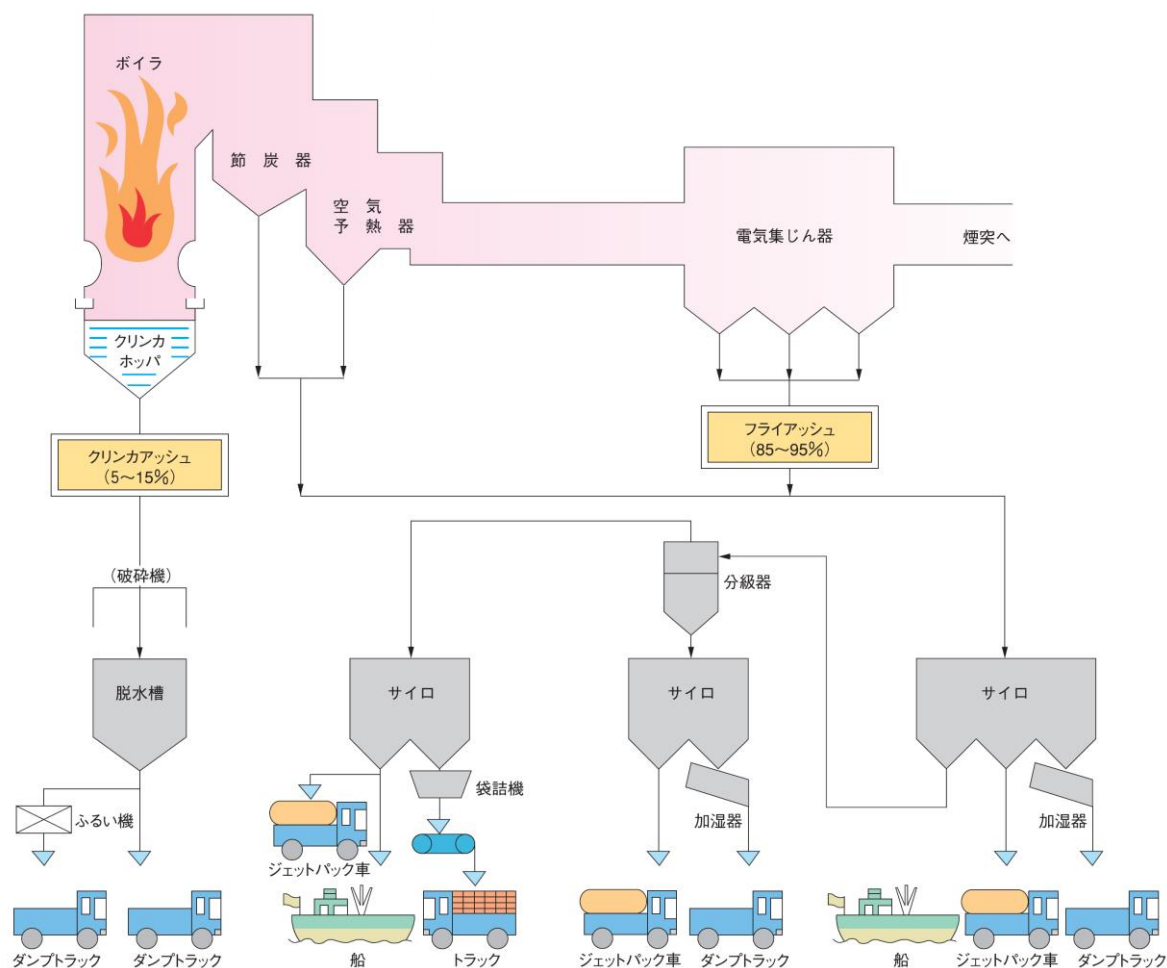 ボイラ
節炭器
空気
予熱器
電気集じん器
煙突へ
クリンカ
ホッパ
クリンカアッシュ
(5〜15%)
フライアッシュ
(85〜95%)
(破砕機)
分級器
脱水槽
サイロ
サイロ
サイロ
ふるい機
袋詰機
加湿器
加湿器
ジェットパック車
ダンプトラック
ダンプトラック
船
トラック
ジェットパック車
ダンプトラック
船
ジェットパック車
ダンプトラック